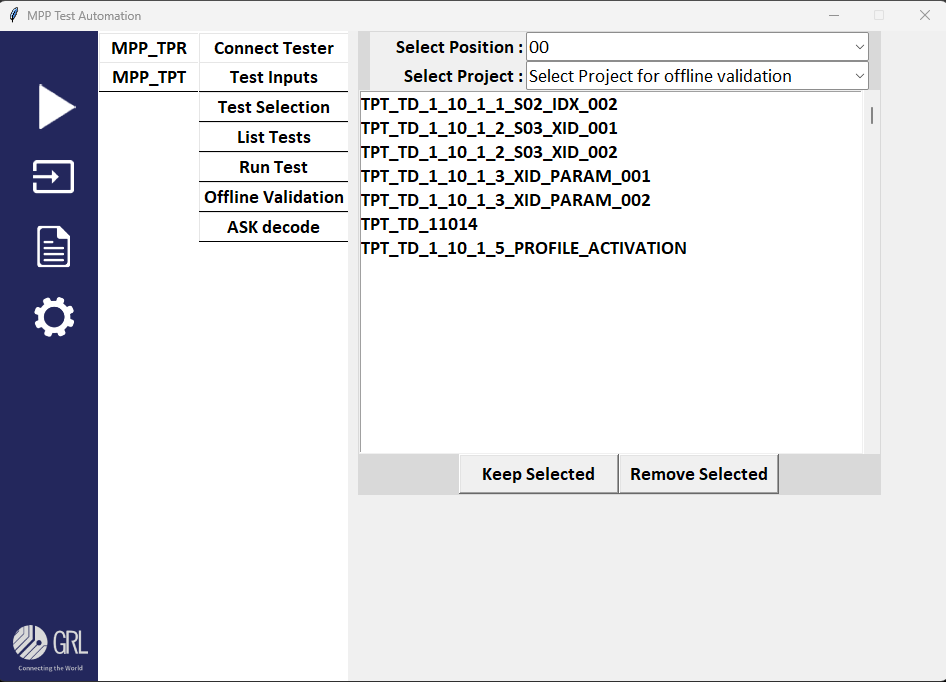 MPP Test Automation
MPP_TPR
MPP_TPT
Connect Tester
Test Inputs
Test Selection
List Tests
Run Test
Offline Validation
ASK decode
Select Position : 00
Select Project : Select Project for offline validation
TPT_TD_1_10_1_1_S02_IDX_002
TPT_TD_1_10_1_2_S03_XID_001
TPT_TD_1_10_1_2_S03_XID_002
TPT_TD_1_10_1_3_XID_PARAM_001
TPT_TD_1_10_1_3_XID_PARAM_002
TPT_TD_11014
TPT_TD_1_10_1_5_PROFILE_ACTIVATION
Keep Selected
Remove Selected
GRL
Connecting the World